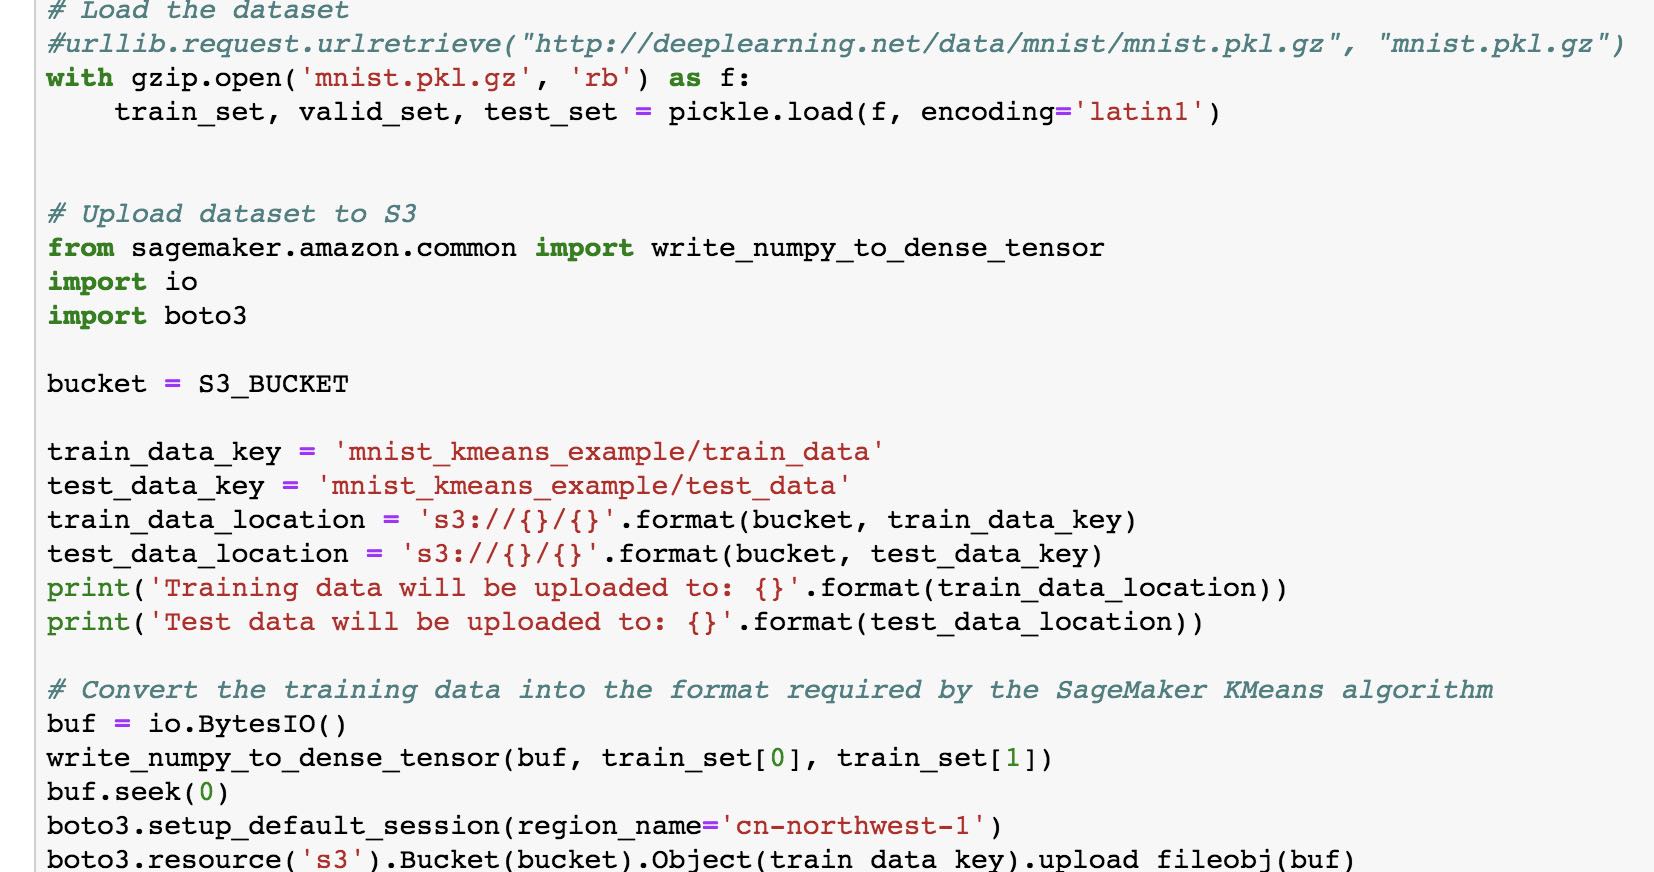 # Load the dataset
#urllib.request.urlretrieve("http://deeplearning.net/data/mnist/mnist.pkl.gz", "mnist.pkl.gz")
with gzip.open('mnist.pkl.gz', 'rb') as f:
    train_set, valid_set, test_set = pickle.load(f, encoding='latin1')
# Upload dataset to S3
from sagemaker.amazon.common import write_numpy_to_dense_tensor
import io
import boto3
bucket = S3_BUCKET
train_data_key = 'mnist_kmeans_example/train_data'
test_data_key = 'mnist_kmeans_example/test_data'
train_data_location = 's3://{}/{}'.format(bucket, train_data_key)
test_data_location = 's3://{}/{}'.format(bucket, test_data_key)
print('Training data will be uploaded to: {}'.format(train_data_location))
print('Test data will be uploaded to: {}'.format(test_data_location))
# Convert the training data into the format required by the SageMaker KMeans algorithm
buf = io.BytesIO()
write_numpy_to_dense_tensor(buf, train_set[0], train_set[1])
buf.seek(0)
boto3.setup_default_session(region_name='cn-northwest-1')
boto3.resource('s3').Bucket(bucket).Object(train_data_key).upload_fileobj(buf)